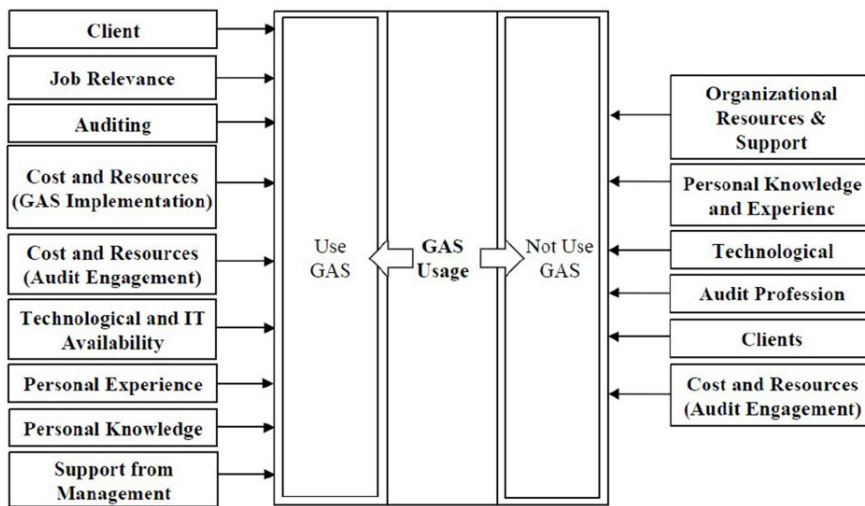 Client
Job Relevance
Auditing
Cost and Resources
(GAS Implementation)
Cost and Resources
(Audit Engagement)
Technological and IT
Availability
Personal Experience
Personal Knowledge
Support from
Management
Use
GAS
GAS
Usage
Not Use
GAS
Organizational
Resources &
Support
Personal Knowledge
and Experienc
Technological
Audit Profession
Clients
Cost and Resources
(Audit Engagement)